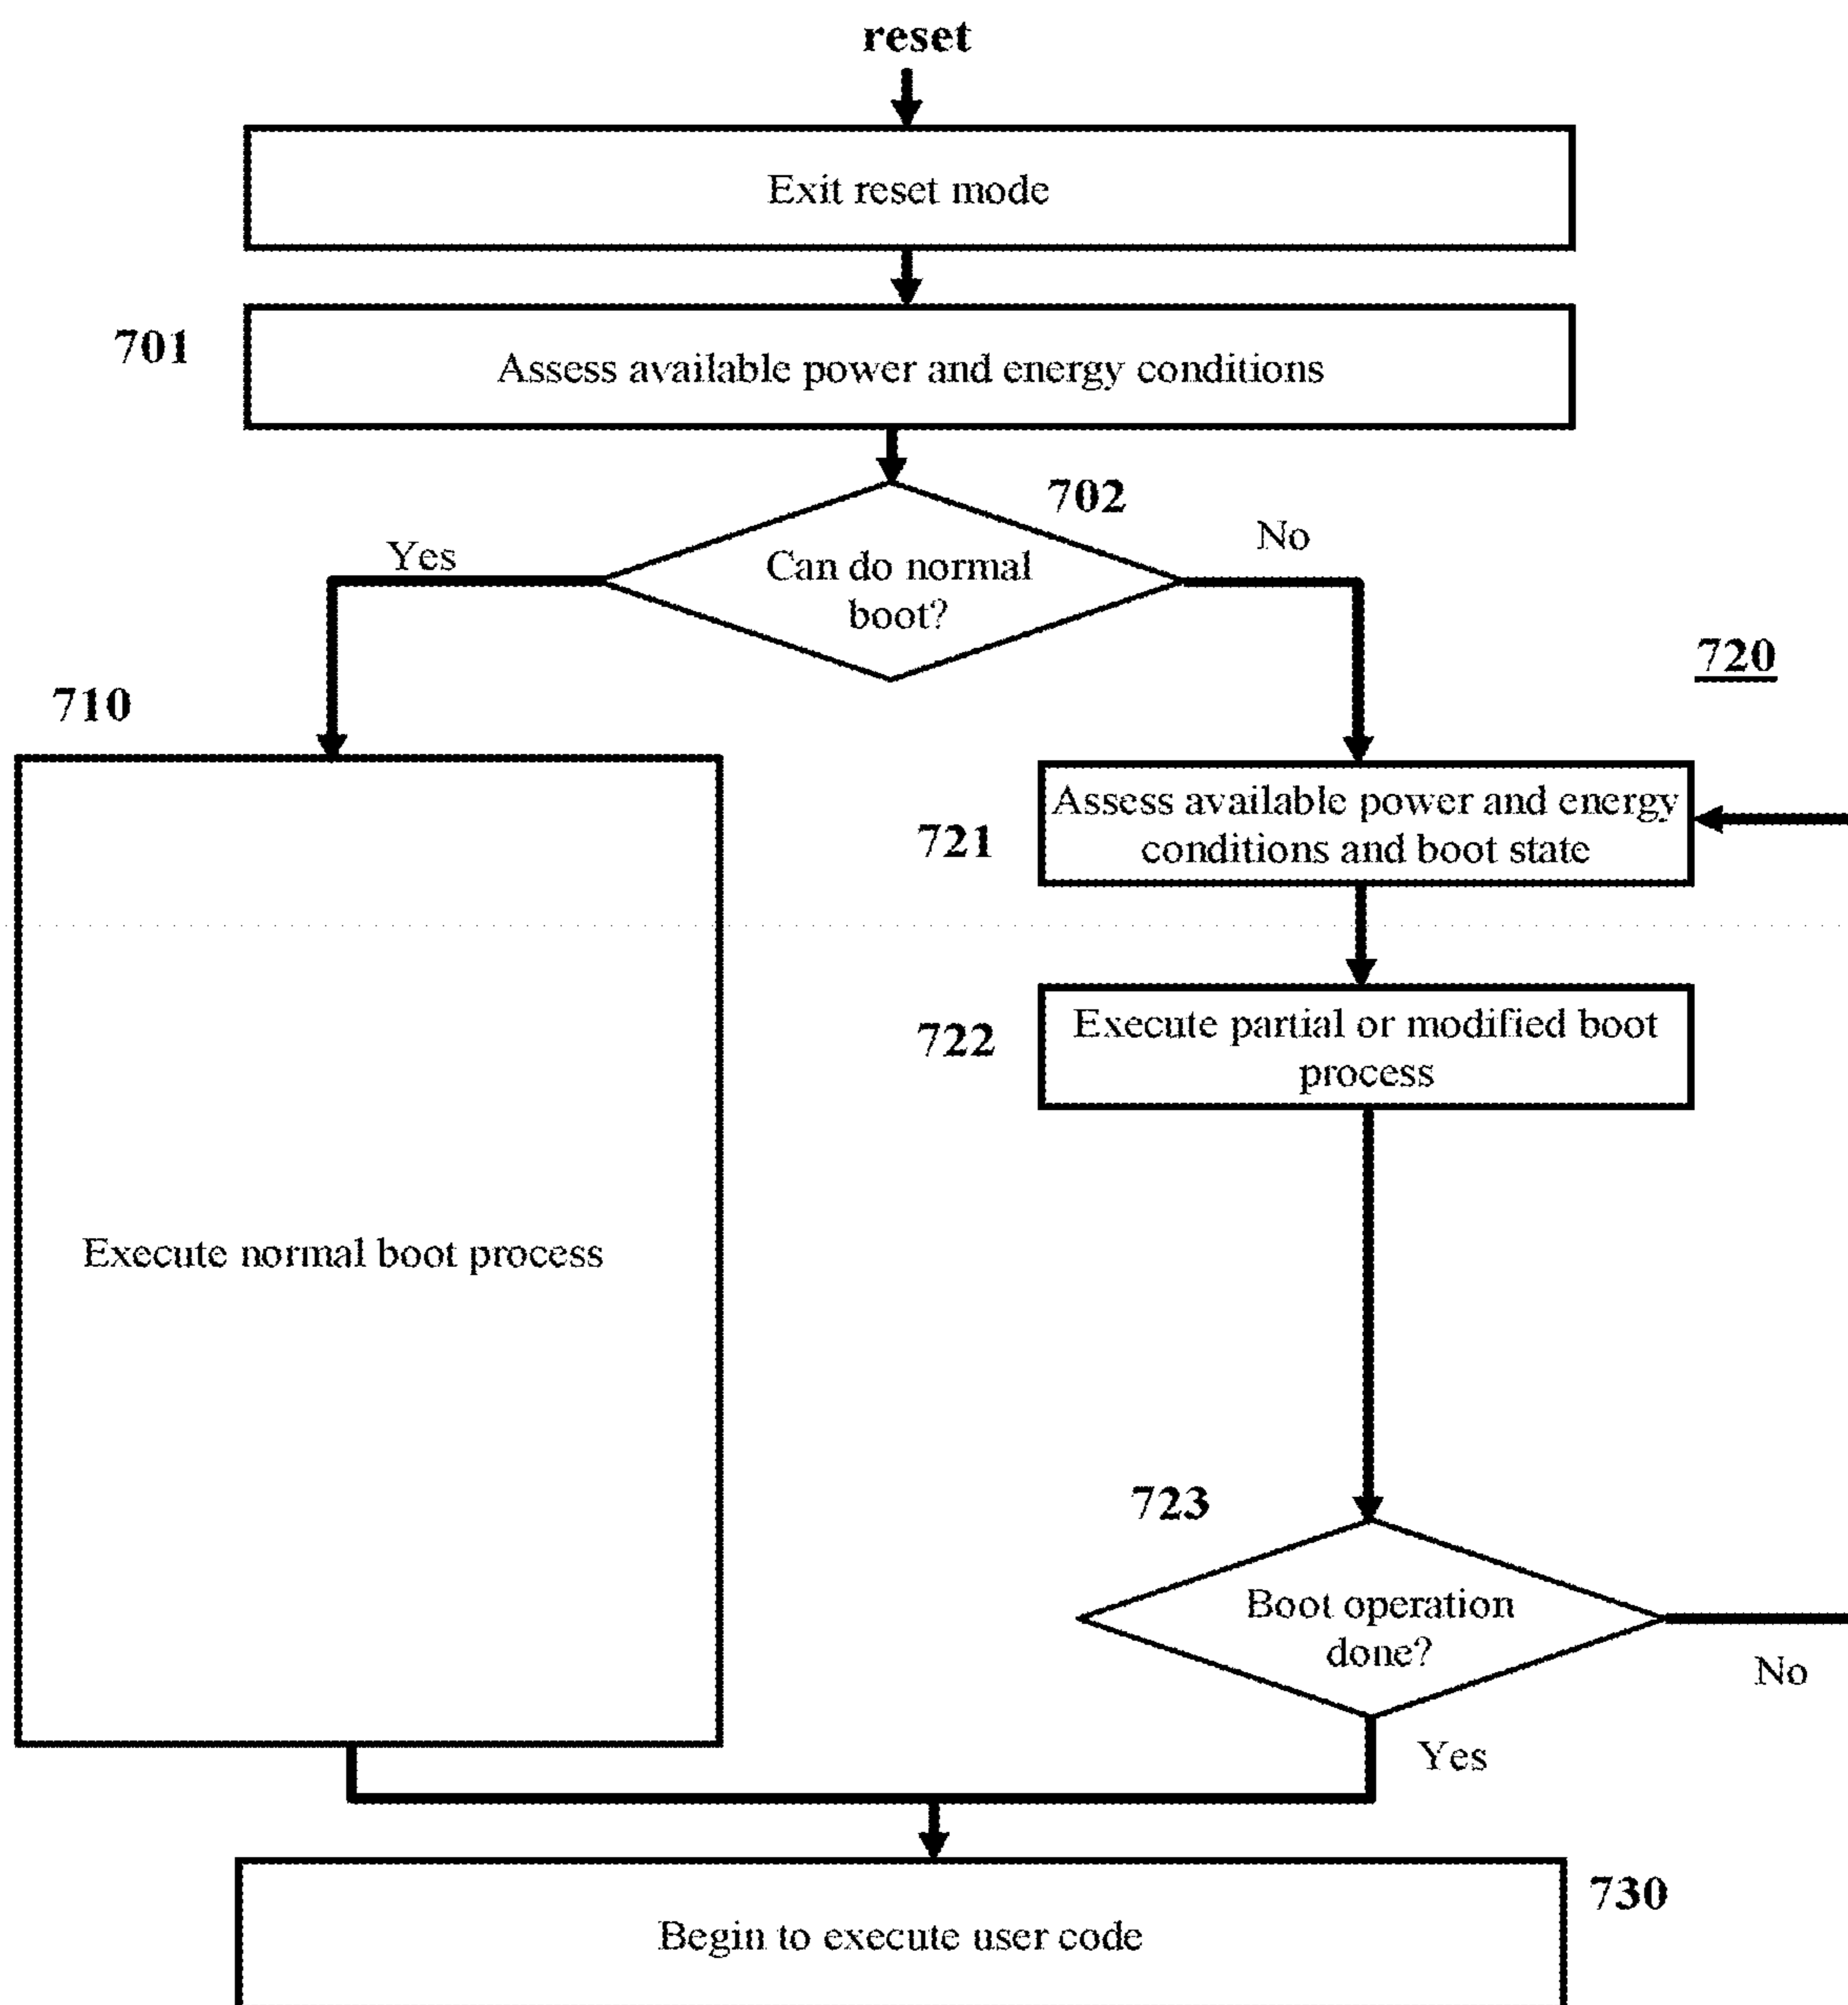 reset
Exit reset mode
701
Assess available power and energy conditions
702
Yes
No
Can do normal
boot?
720
710
721
Assess available power and energy
conditions and boot state
722
Execute partial or modified boot
process
Execute normal boot process
723
Boot operation
done?
No
Yes
730
Begin to execute user code